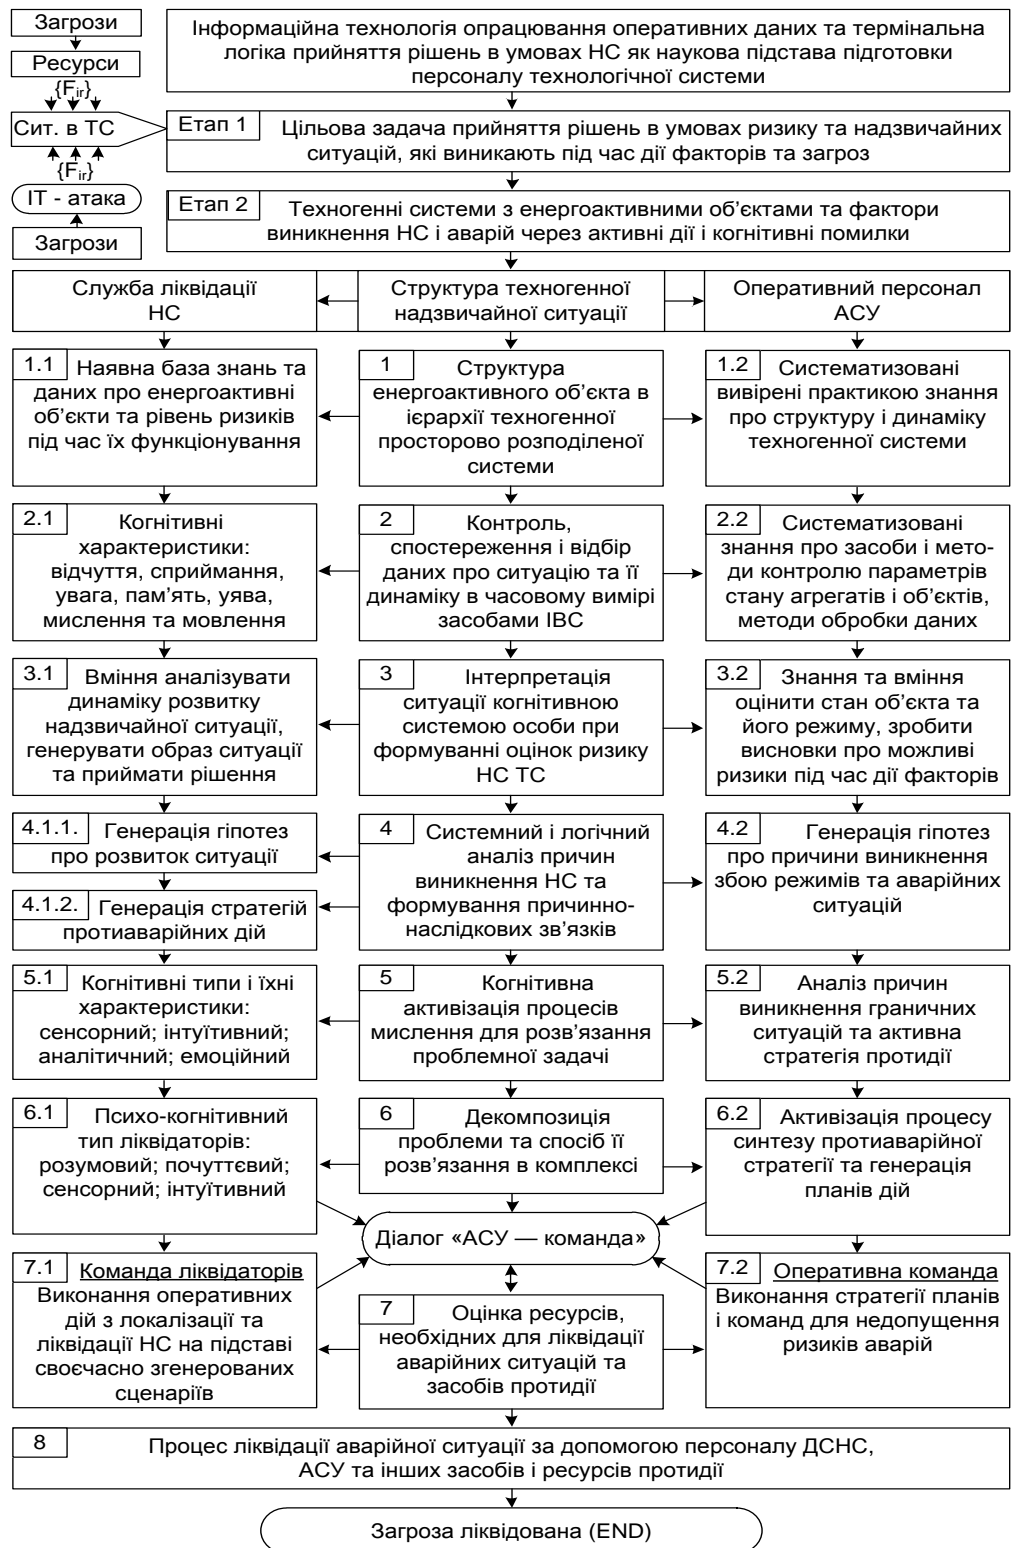 Загрози
Ресурси
{Fir}
Сит. в ТС
{Fir}
ІТ - атака
Загрози
Інформаційна технологія опрацювання оперативних даних та термінальна
логіка прийняття рішень в умовах НС як наукова підстава підготовки
персоналу технологічної системи
Етап 1
Цільова задача прийняття рішень в умовах ризику та надзвичайних
ситуацій, які виникають під час дії факторів та загроз
Етап 2
Техногенні системи з енергоактивними об’єктами та фактори
виникнення НС і аварій через активні дії і когнітивні помилки
Служба ліквідації
НС
Структура техногенної
надзвичайної ситуації
Оперативний персонал
АСУ
1.1 Наявна база знань та
даних про енергоактивні
об’єкти та рівень ризиків
під час їх функціонування
1 Структура
енергоактивного об’єкта в
ієрархії техногенної
просторово розподіленої
системи
1.2 Систематизовані
вивірені практикою знання
про структуру і динаміку
техногенної системи
2.1 Когнітивні
характеристики:
відчуття, сприймання,
увага, пам’ять, уява,
мислення та мовлення
2 Контроль,
спостереження і відбір
даних про ситуацію та її
динаміку в часовому вимірі
засобами ІВС
2.2 Систематизовані
знання про засоби і мето-
ди контролю параметрів
стану агрегатів і об’єктів,
методи обробки даних
3.1 Вміння аналізувати
динаміку розвитку
надзвичайної ситуації,
генерувати образ ситуації
та приймати рішення
3 Інтерпретація
ситуації когнітивною
системою особи при
формуванні оцінок ризику
НС ТС
3.2 Знання та вміння
оцінити стан об’єкта та
його режиму, зробити
висновки про можливі
ризики під час дії факторів
4.1.1. Генерація гіпотез
про розвиток ситуації
4.1.2. Генерація стратегій
протиаварійних дій
4 Системний і логічний
аналіз причин
виникнення НС та
формування причинно-
наслідкових зв’язків
4.2 Генерація гіпотез
про причини виникнення
збою режимів та аварійних
ситуацій
5.1 Когнітивні типи і їхні
характеристики:
сенсорний; інтуїтивний;
аналітичний; емоційний
5 Когнітивна
активізація процесів
мислення для розв’язання
проблемної задачі
5.2 Аналіз причин
виникнення граничних
ситуацій та активна
стратегія протидії
6.1 Психо-когнітивний
тип ліквідаторів:
розумовий; почуттєвий;
сенсорний; інтуїтивний
6 Декомпозиція
проблеми та спосіб її
розв’язання в комплексі
6.2 Активізація процесу
синтезу протиаварійної
стратегії та генерація
планів дій
Діалог «АСУ — команда»
7.1 Команда ліквідаторів
Виконання оперативних
дій з локалізації та
ліквідації НС на підставі
своєчасно згенерованих
сценаріїв
7 Оцінка ресурсів,
необхідних для ліквідації
аварійних ситуацій та
засобів протидії
7.2 Оперативна команда
Виконання стратегії планів
і команд для недопущення
ризиків аварій
8 Процес ліквідації аварійної ситуації за допомогою персоналу ДСНС,
АСУ та інших засобів і ресурсів протидії
Загроза ліквідована (END)